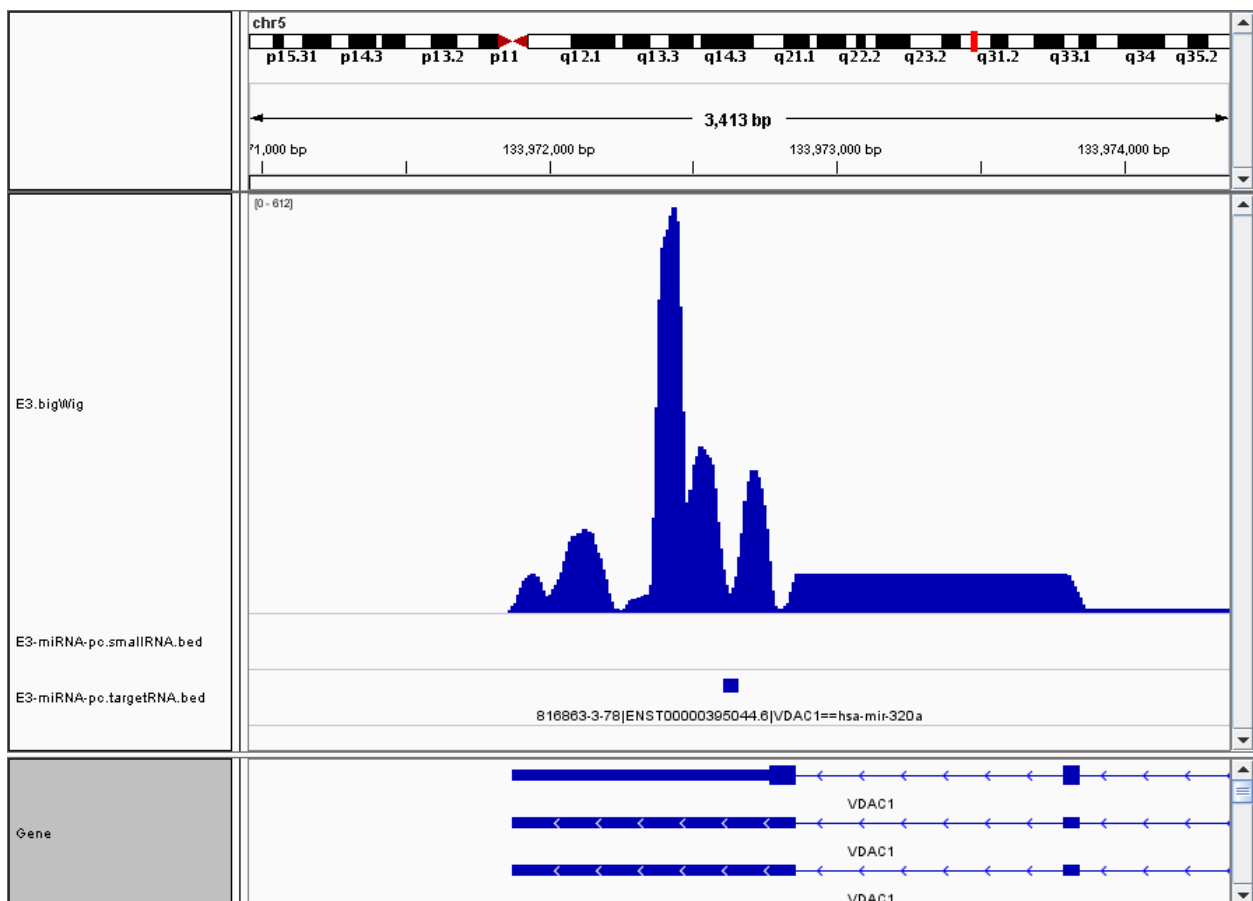 chr5
p15.31 p14.3 p13.2 p11 q12.1 q13.3 q14.3 q21.1 q22.2 q23.2 q31.2 q33.1 q34 q35.2
3,413 bp
71,000 bp 133,972,000 bp 133,973,000 bp 133,974,000 bp
[0 - 612]
E3.bigWig
E3-miRNA-pc.smallRNA.bed
E3-miRNA-pc.targetRNA.bed
816863-3-78|ENST00000395044.6|VDAC1==hsa-mir-320a
Gene
VDAC1
VDAC1
VDAC1